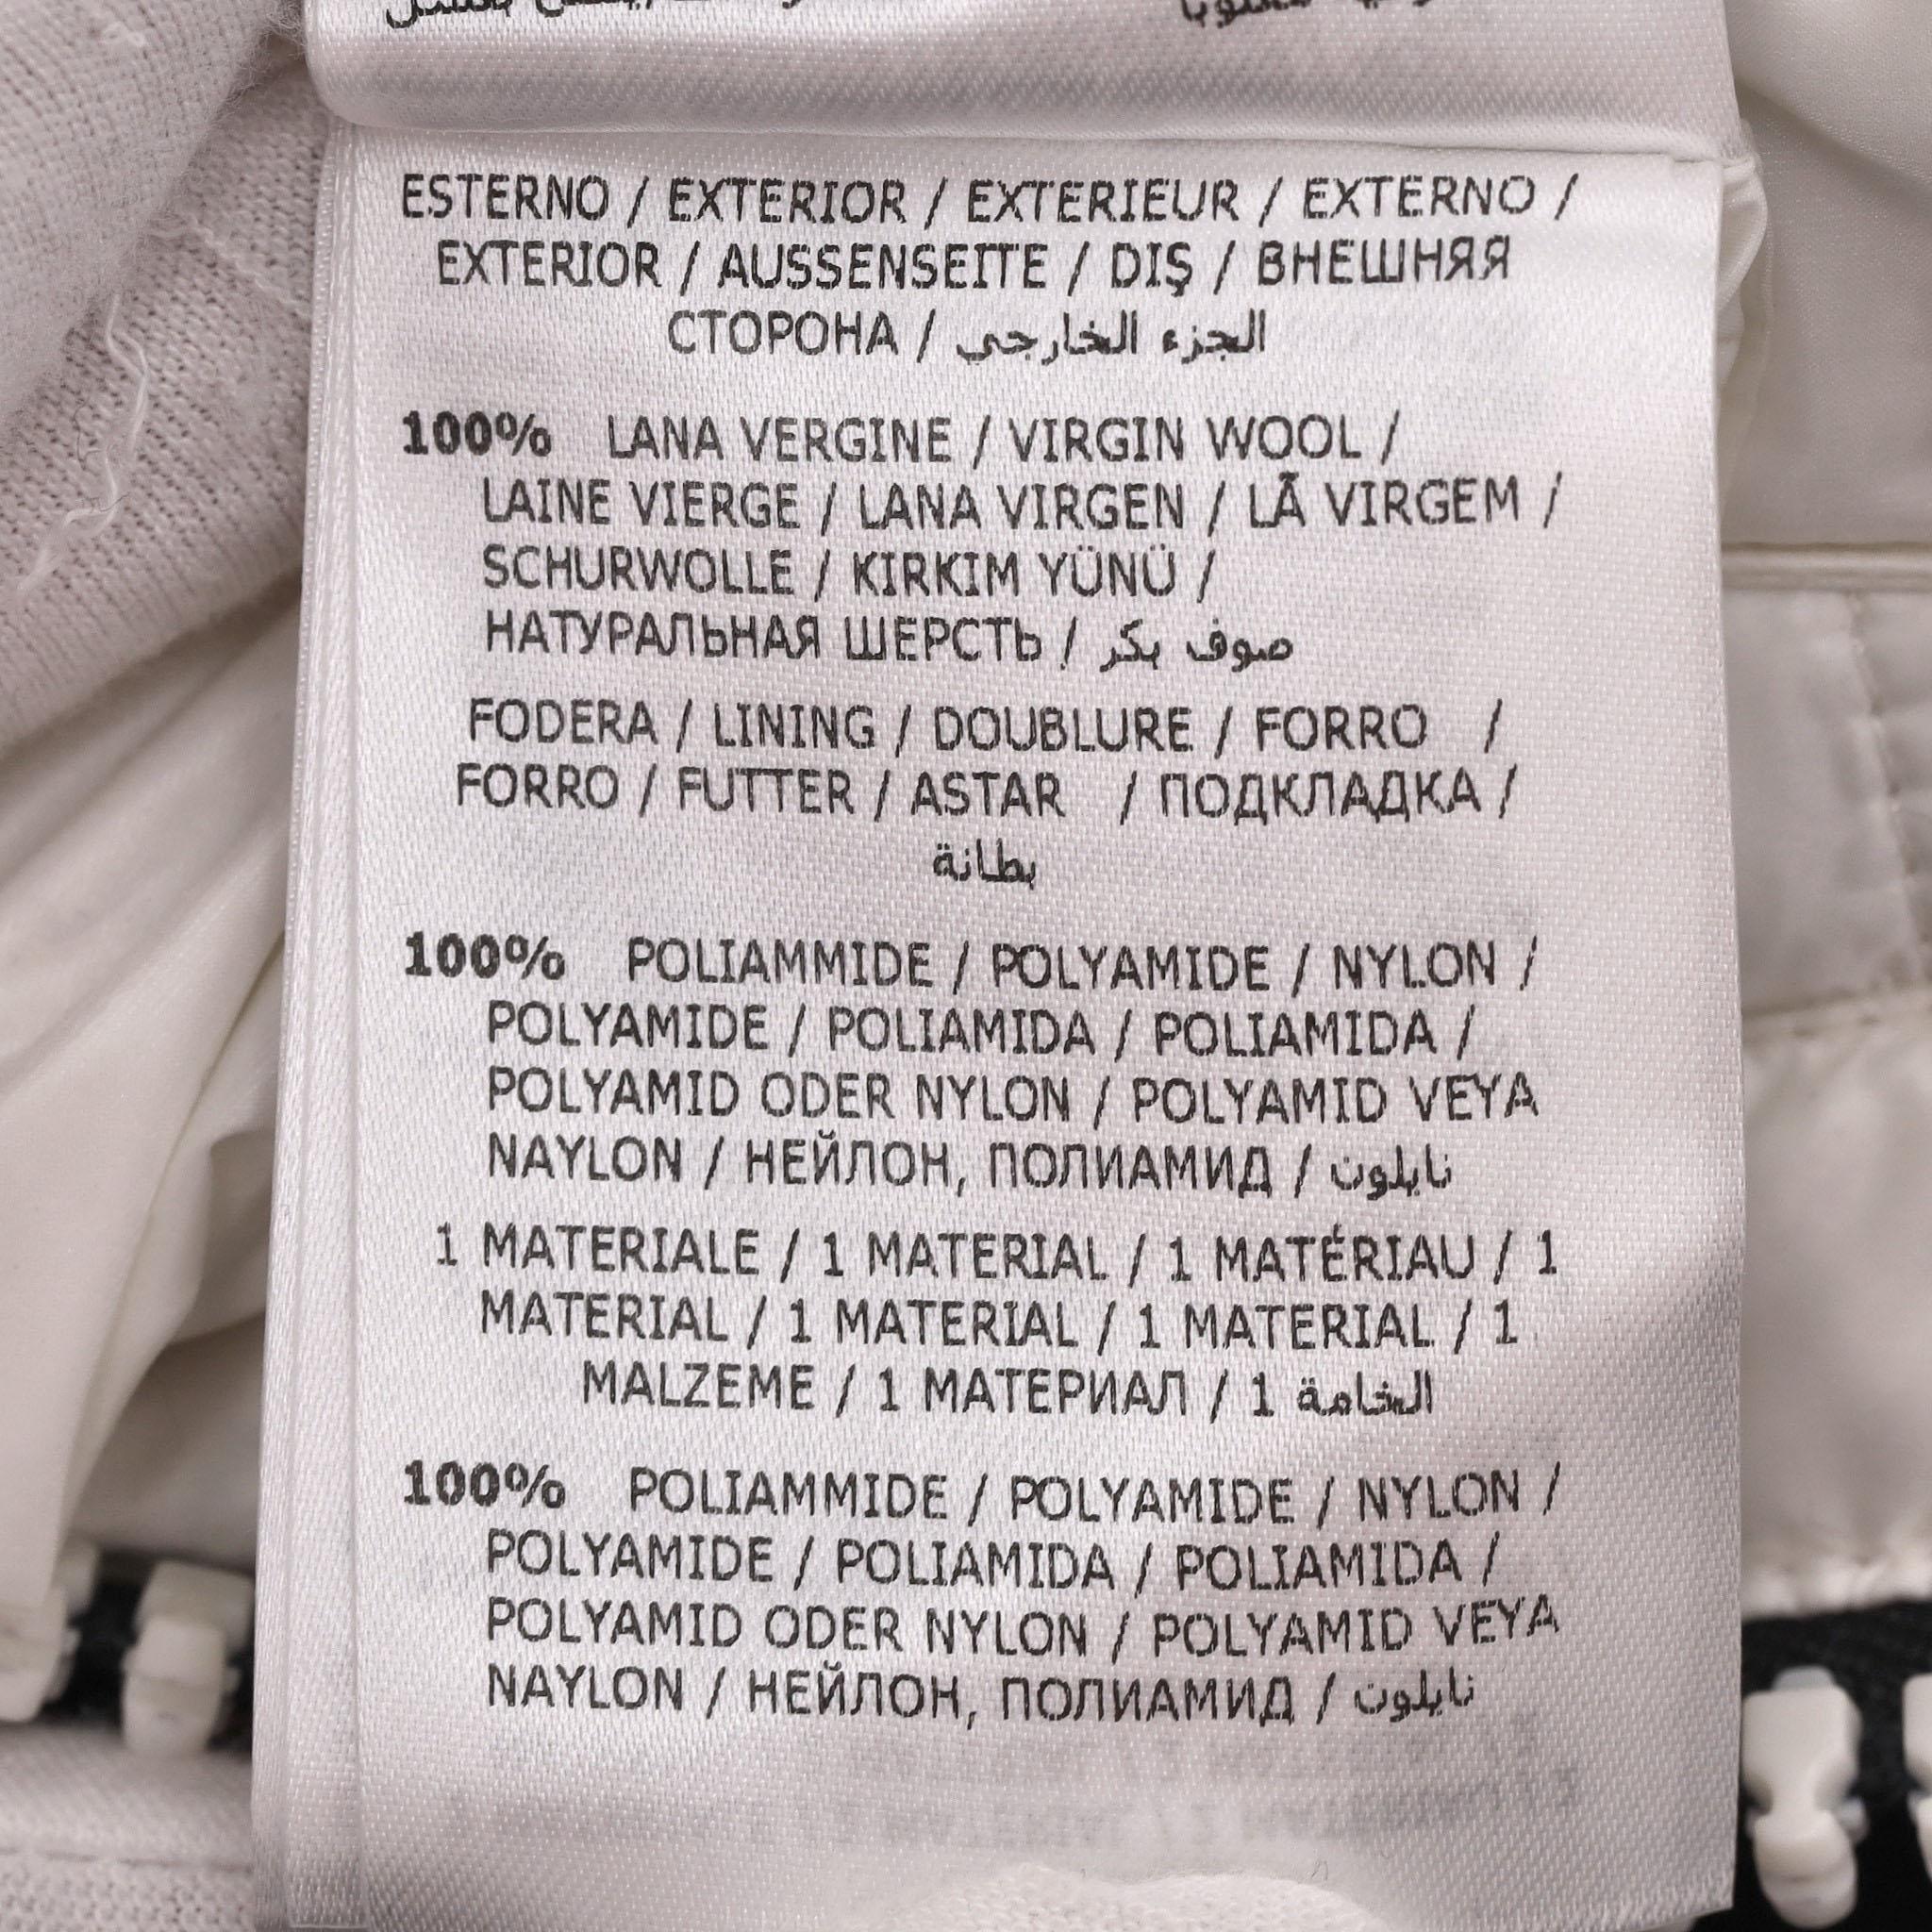 ESTERNO / EXTERIOR / EXTERIEUR / EXTERNO /
EXTERIOR / AUSSENSEITE / DIŞ / ВНЕШНЯЯ
СТОРОНА / الجزء الخارجي
100% LANA VERGINE / VIRGIN WOOL /
LAINE VIERGE / LANA VIRGEN / LÃ VIRGEM /
SCHURWOLLE / KIRKIM YÜNÜ /
НАТУРАЛЬНАЯ ШЕРСТЬ / صوف بكر
FODERA / LINING / DOUBLURE / FORRO /
FORRO / FUTTER / ASTAR / ПОДКЛАДКА /
بطانة
100% POLIAMMIDE / POLYAMIDE / NYLON /
POLYAMIDE / POLIAMIDA / POLIAMIDA /
POLYAMID ODER NYLON / POLYAMID VEYA
NAYLON / НЕЙЛОН, ПОЛИАМИД / نايلون
1 MATERIALE / 1 MATERIAL / 1 MATÉRIAU / 1
MATERIAL / 1 MATERIAL / 1 MATERIAL / 1
MALZEME / 1 МАТЕРИАЛ / 1 الخامة
100% POLIAMMIDE / POLYAMIDE / NYLON /
POLYAMIDE / POLIAMIDA / POLIAMIDA /
POLYAMID ODER NYLON / POLYAMID VEYA
NAYLON / НЕЙЛОН, ПОЛИАМИД / نايلون